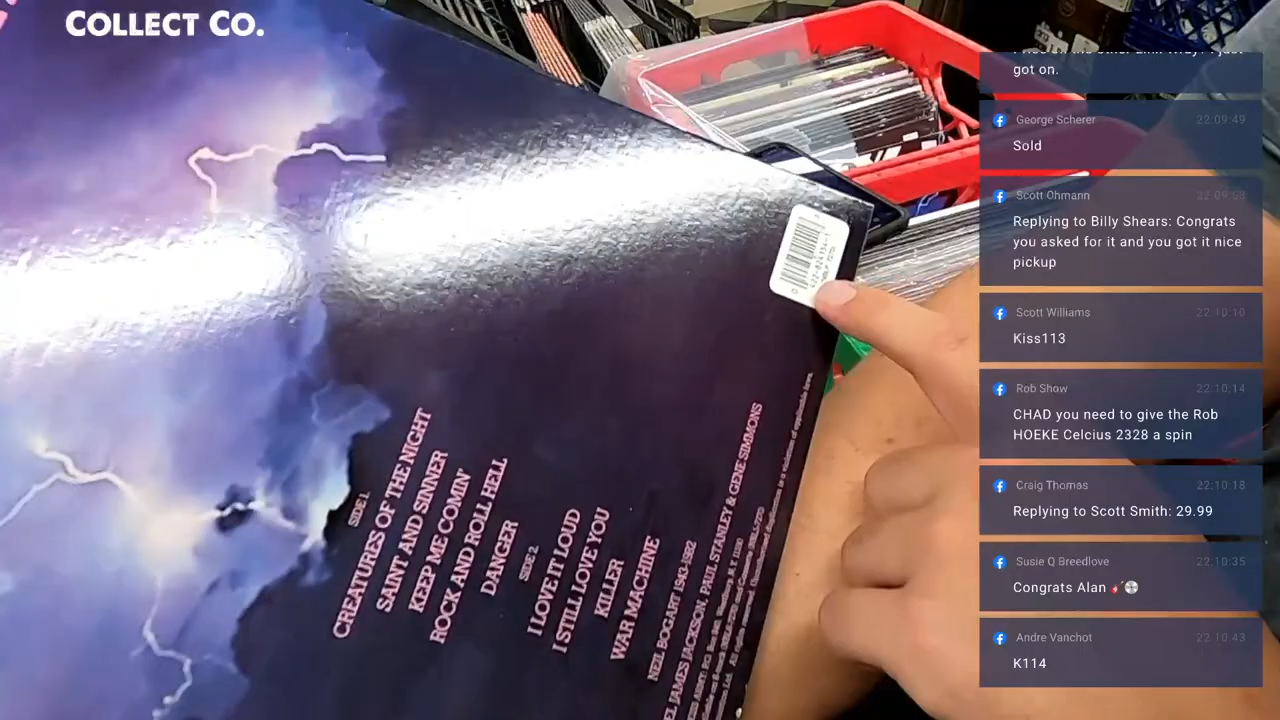 COLLECT CO.
SIDE 1
CREATURES OF THE NIGHT
SAINT AND SINNER
KEEP ME COMIN'
ROCK AND ROLL HELL
DANGER
SIDE 2
I LOVE IT LOUD
I STILL LOVE YOU
KILLER
WAR MACHINE
NEIL BOGART 1943-1982
JAMES JACKSON, PAUL STANLEY & GENE SIMMONS
got on.
George Scherer 22:09:49
Sold
Scott Ohmann 22:09:58
Replying to Billy Shears: Congrats
you asked for it and you got it nice
pickup
Scott Williams 22:10:10
Kiss113
Rob Show 22:10:14
CHAD you need to give the Rob
HOEKE Celcius 2328 a spin
Craig Thomas 22:10:18
Replying to Scott Smith: 29.99
Susie Q Breedlove 22:10:35
Congrats Alan
Andre Vanchot 22:10:43
K114